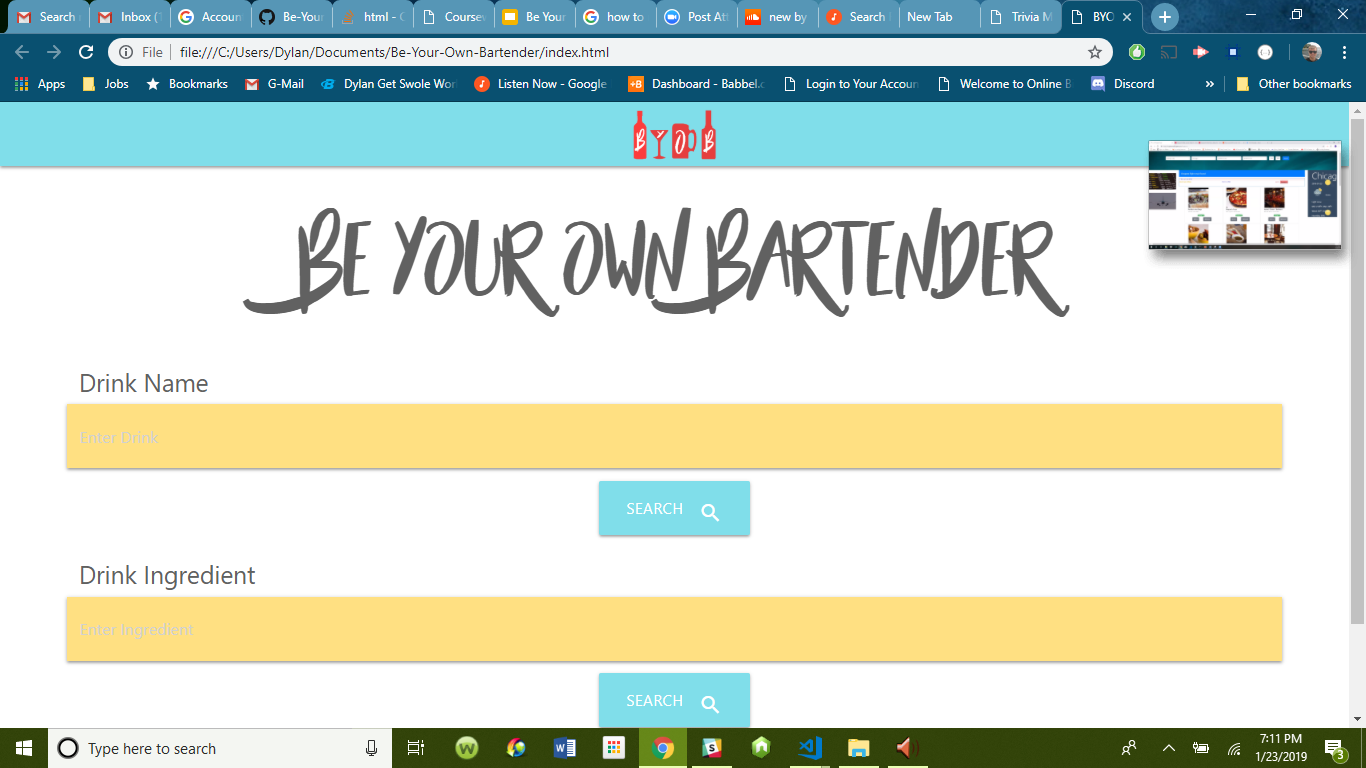 Search
Inbox (1
Accoun
Be-Your
html - C
Course
Be Your
how to
Post Att
new by
Search
New Tab
Trivia M
BYO
File
file:///C:/Users/Dylan/Documents/Be-Your-Own-Bartender/index.html
Apps
Jobs
Bookmarks
G-Mail
Dylan Get Swole Wor
Listen Now - Google
Dashboard - Babbel.c
Login to Your Accoun
Welcome to Online B
Discord
»
Other bookmarks
B Y O B
BE YOUR OWN BARTENDER
Drink Name
Enter Drink
SEARCH
Drink Ingredient
Enter Ingredient
SEARCH
Type here to search
7:11 PM
1/23/2019
3